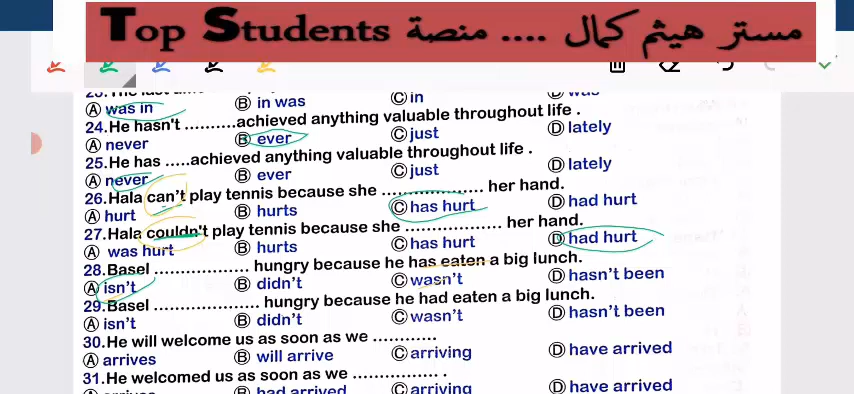 Top Students مستر هيثم كمال .... منصة
Ⓐ was in Ⓑ in was Ⓒ in Ⓓ was
24.He hasn't ..........achieved anything valuable throughout life .
Ⓐ never Ⓑ ever Ⓒ just Ⓓ lately
25.He has .....achieved anything valuable throughout life .
Ⓐ never Ⓑ ever Ⓒ just Ⓓ lately
26.Hala can't play tennis because she .................... her hand.
Ⓐ hurt Ⓑ hurts Ⓒ has hurt Ⓓ had hurt
27.Hala couldn't play tennis because she ................... her hand.
Ⓐ was hurt Ⓑ hurts Ⓒ has hurt Ⓓ had hurt
28.Basel ................... hungry because he has eaten a big lunch.
Ⓐ isn't Ⓑ didn't Ⓒ wasn't Ⓓ hasn't been
29.Basel ..................... hungry because he had eaten a big lunch.
Ⓐ isn't Ⓑ didn't Ⓒ wasn't Ⓓ hasn't been
30.He will welcome us as soon as we ............
Ⓐ arrives Ⓑ will arrive Ⓒ arriving Ⓓ have arrived
31.He welcomed us as soon as we ................ .
Ⓑ had arrived Ⓒ arriving Ⓓ have arrived